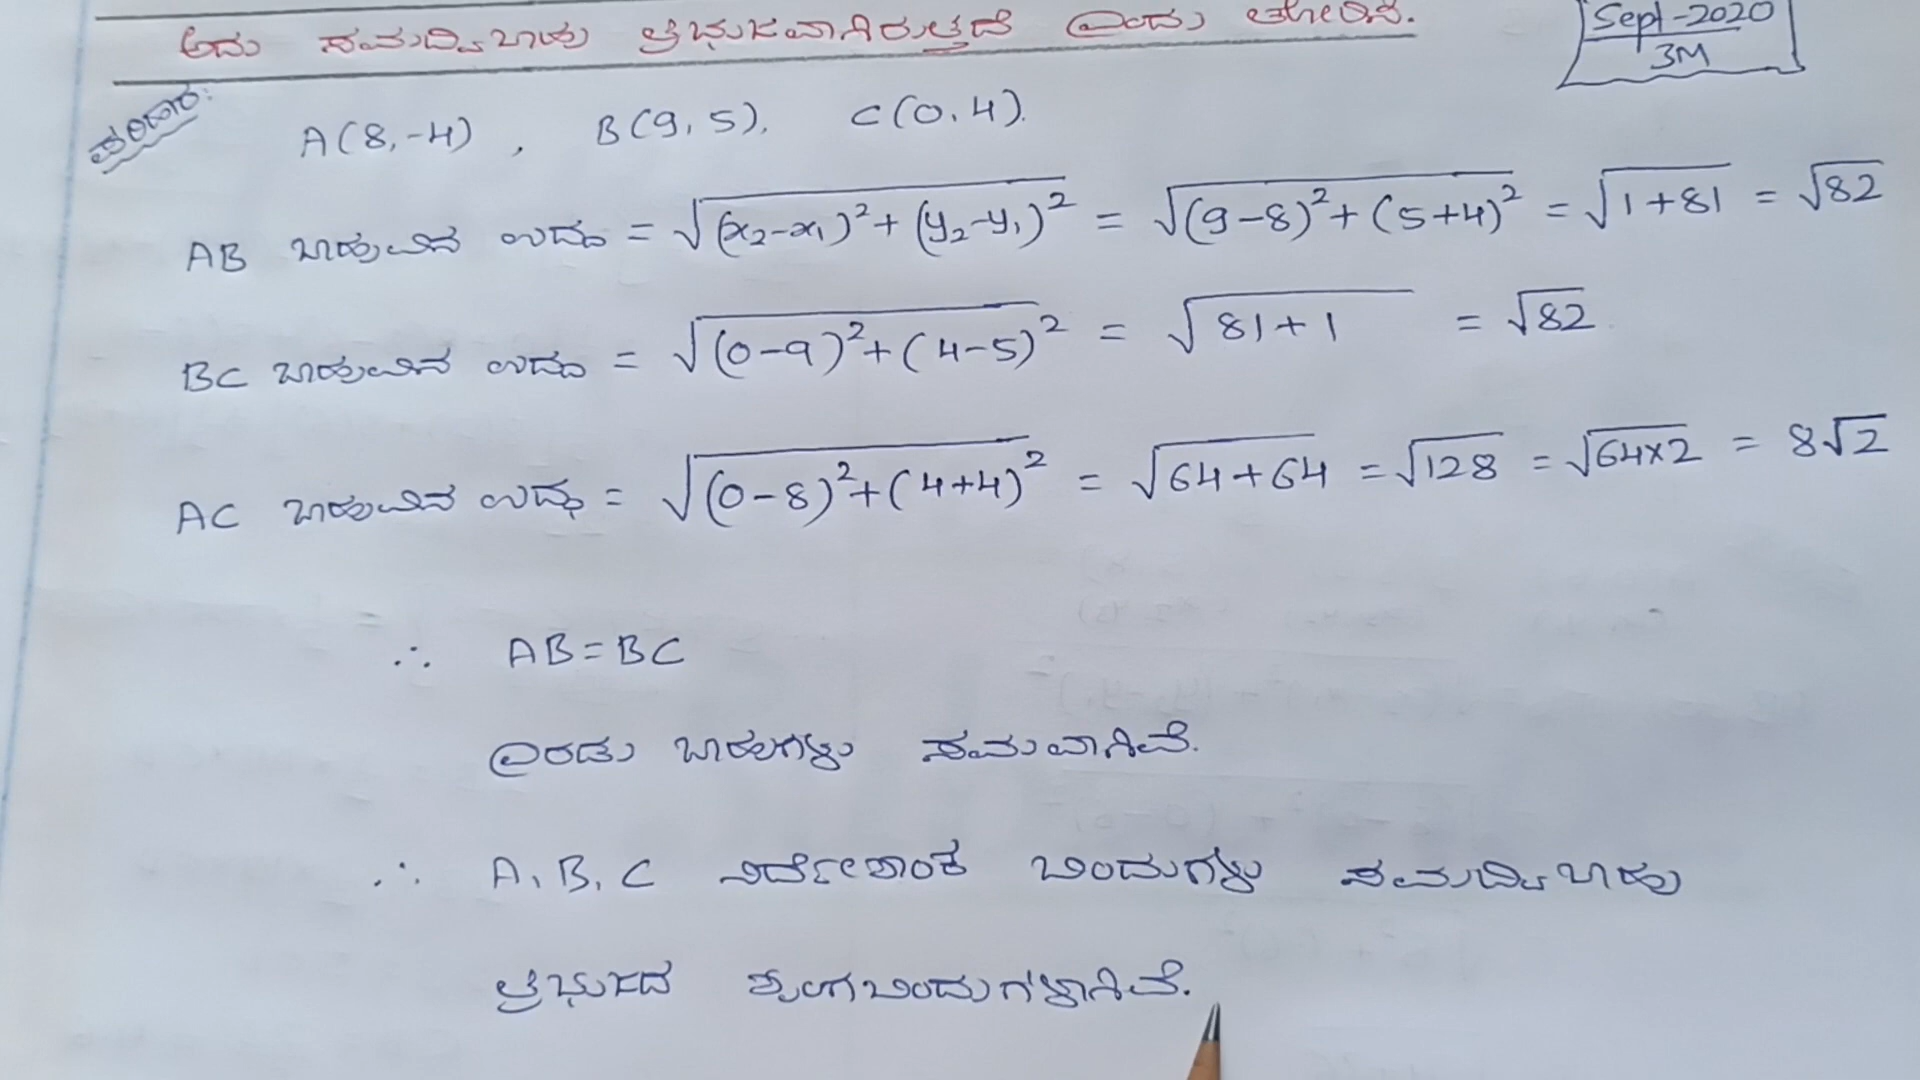 ಅದು ಸಮದ್ವಿಬಾಹು ತ್ರಿಭುಜವಾಗಿರುತ್ತದೆ ಎಂದು ತೋರಿಸಿ.
Sept-2020
3M
ಪರಿಹಾರ:
A(8,-4) , B(9,5), C(0,4).
AB ಬಾಹುವಿನ ಉದ್ದ = √(x₂-x₁)²+(y₂-y₁)² = √(9-8)²+(5+4)² = √1+81 = √82
BC ಬಾಹುವಿನ ಉದ್ದ = √(0-9)²+(4-5)² = √81+1 = √82
AC ಬಾಹುವಿನ ಉದ್ದ = √(0-8)²+(4+4)² = √64+64 = √128 = √64×2 = 8√2
∴ AB=BC
ಎರಡು ಬಾಹುಗಳು ಸಮವಾಗಿವೆ.
∴ A, B, C ನಿರ್ದೇಶಾಂಕ ಬಿಂದುಗಳು ಸಮದ್ವಿಬಾಹು
ತ್ರಿಭುಜದ ಶೃಂಗಬಿಂದುಗಳಾಗಿವೆ.